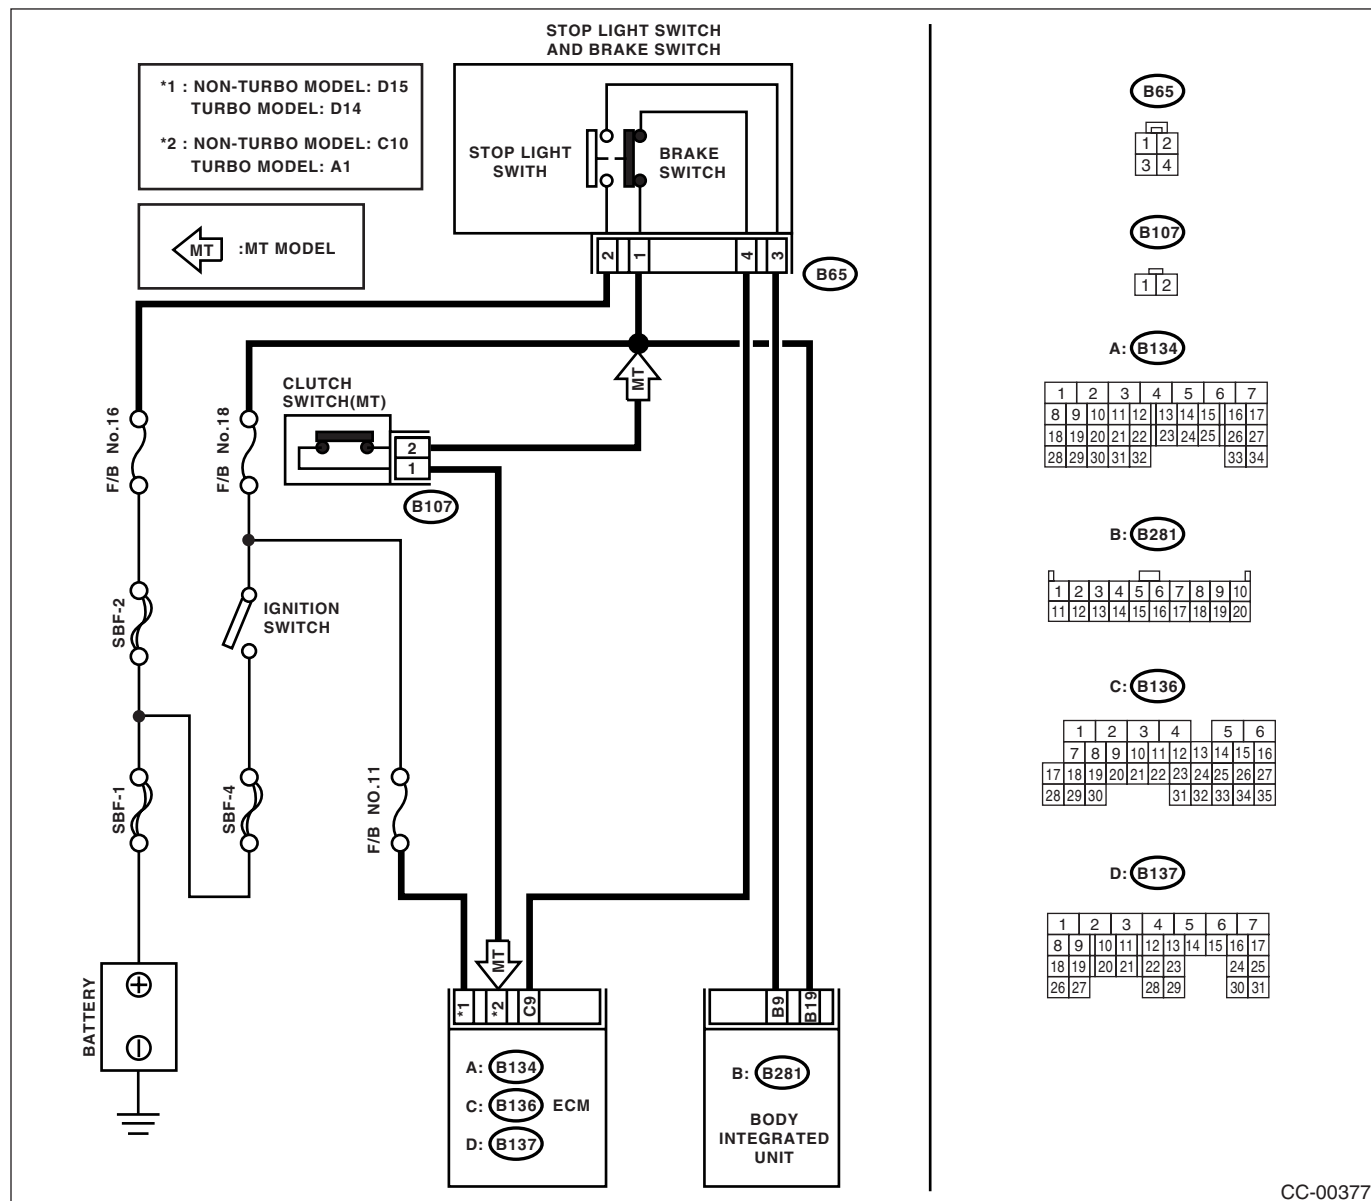 STOP LIGHT SWITCH
AND BRAKE SWITCH
*1 : NON-TURBO MODEL: D15
TURBO MODEL: D14
*2 : NON-TURBO MODEL: C10
TURBO MODEL: A1
MT :MT MODEL
STOP LIGHT
SWITH
BRAKE
SWITCH
2 1 4 3
B65
MT
CLUTCH
SWITCH(MT)
2
1
B107
F/B No.16
F/B No.18
SBF-2
IGNITION
SWITCH
SBF-1
SBF-4
F/B NO.11
BATTERY
MT
*1 *2 C9
A: B134
C: B136 ECM
D: B137
B9 B19
B: B281
BODY
INTEGRATED
UNIT
B65
1 2
3 4
B107
1 2
A: B134
1 2 3 4 5 6 7
8 9 10 11 12 13 14 15 16 17
18 19 20 21 22 23 24 25 26 27
28 29 30 31 32 33 34
B: B281
1 2 3 4 5 6 7 8 9 10
11 12 13 14 15 16 17 18 19 20
C: B136
1 2 3 4 5 6
7 8 9 10 11 12 13 14 15 16
17 18 19 20 21 22 23 24 25 26 27
28 29 30 31 32 33 34 35
D: B137
1 2 3 4 5 6 7
8 9 10 11 12 13 14 15 16 17
18 19 20 21 22 23 24 25
26 27 28 29 30 31
CC-00377